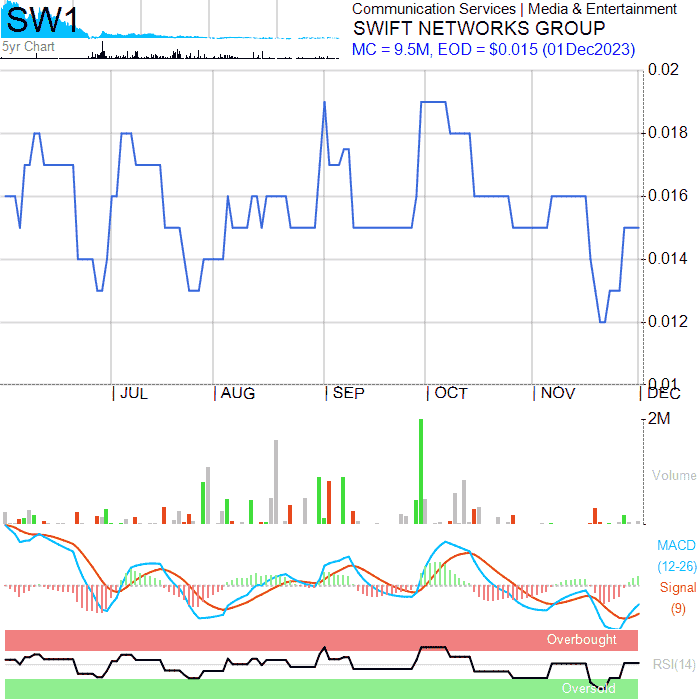 SW1
5yr Chart
Communication Services | Media & Entertainment
SWIFT NETWORKS GROUP
MC = 9.5M, EOD = $0.015 (01Dec2023)
0.02
0.018
0.016
0.014
0.012
0.01
JUL AUG SEP OCT NOV DEC
2M
Volume
MACD
(12-26)
Signal
(9)
Overbought
RSI(14)
Oversold